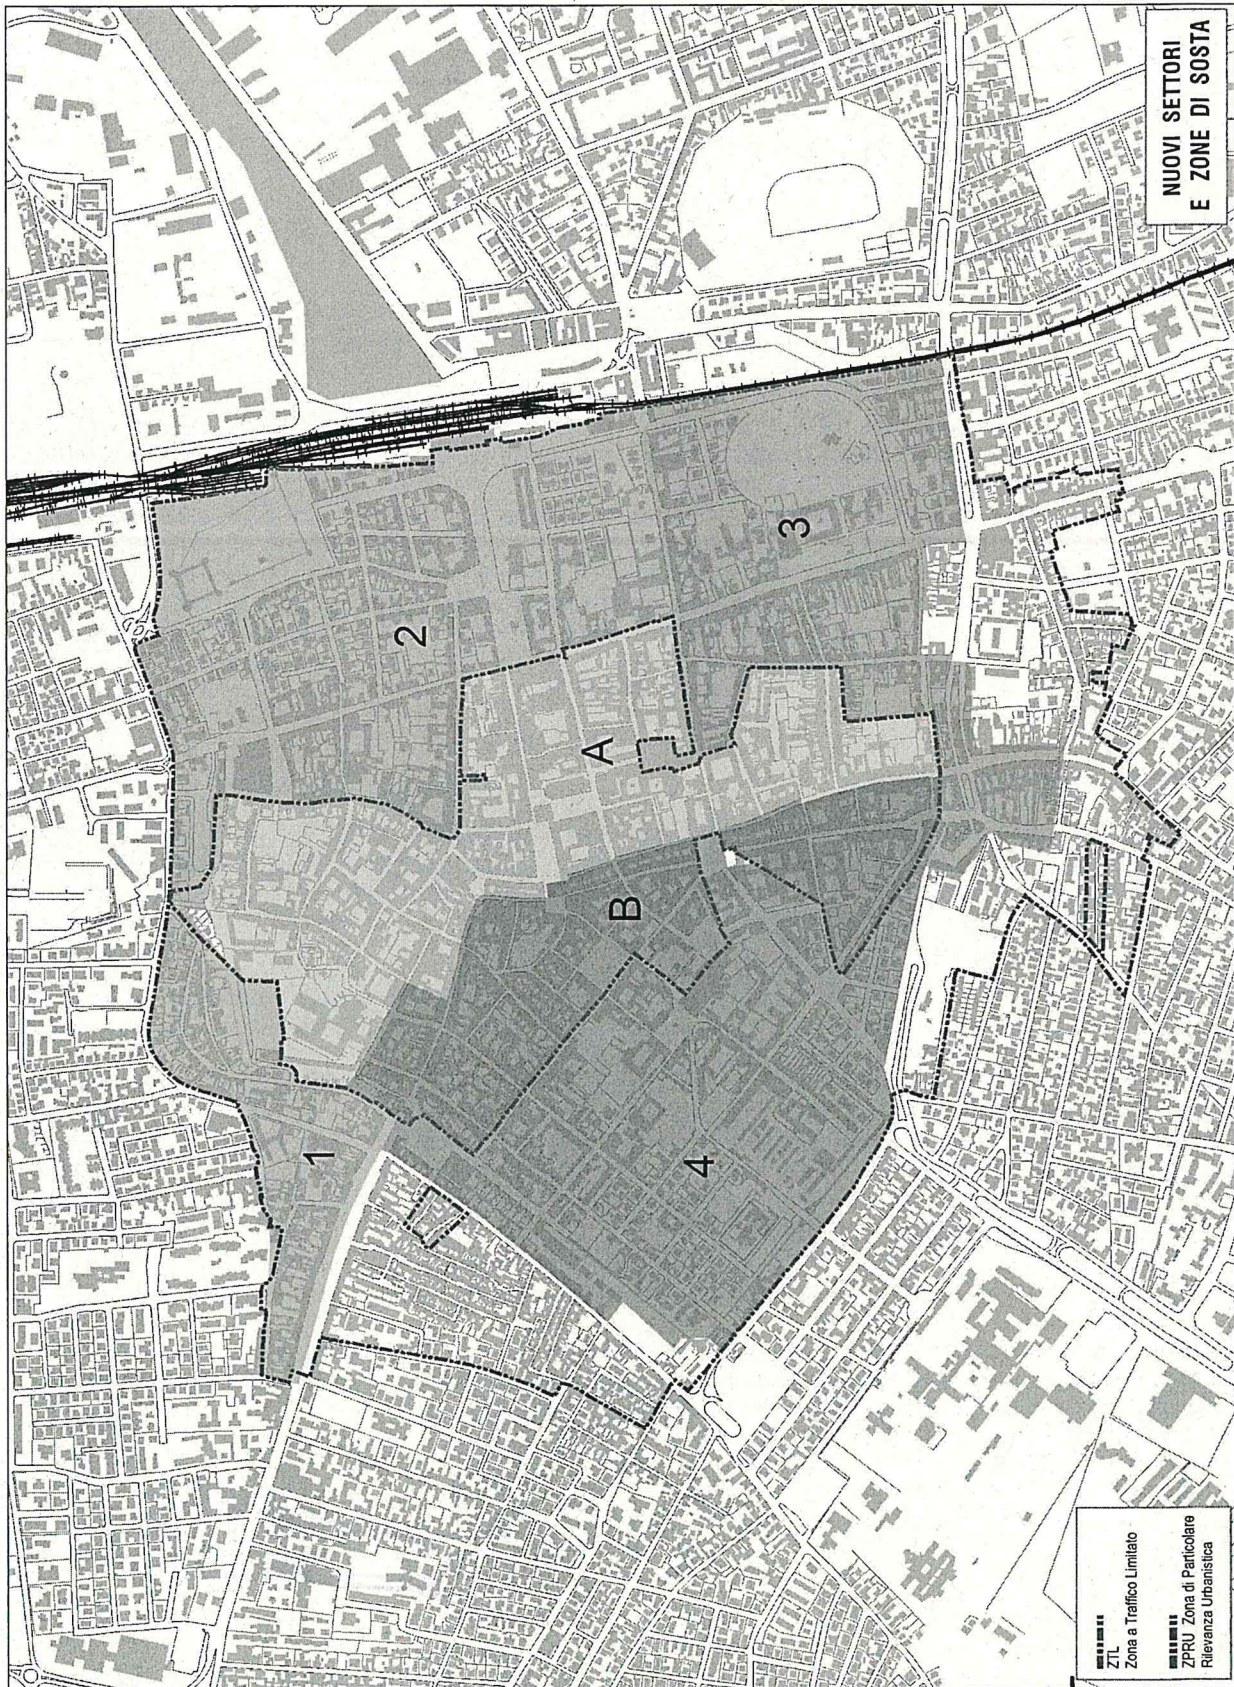 NUOVI SETTORI
E ZONE DI SOSTA
1
2
3
A
B
4
ZTL
Zona a Traffico Limitato
ZPRU Zona di Particolare
Rilevanza Urbanistica